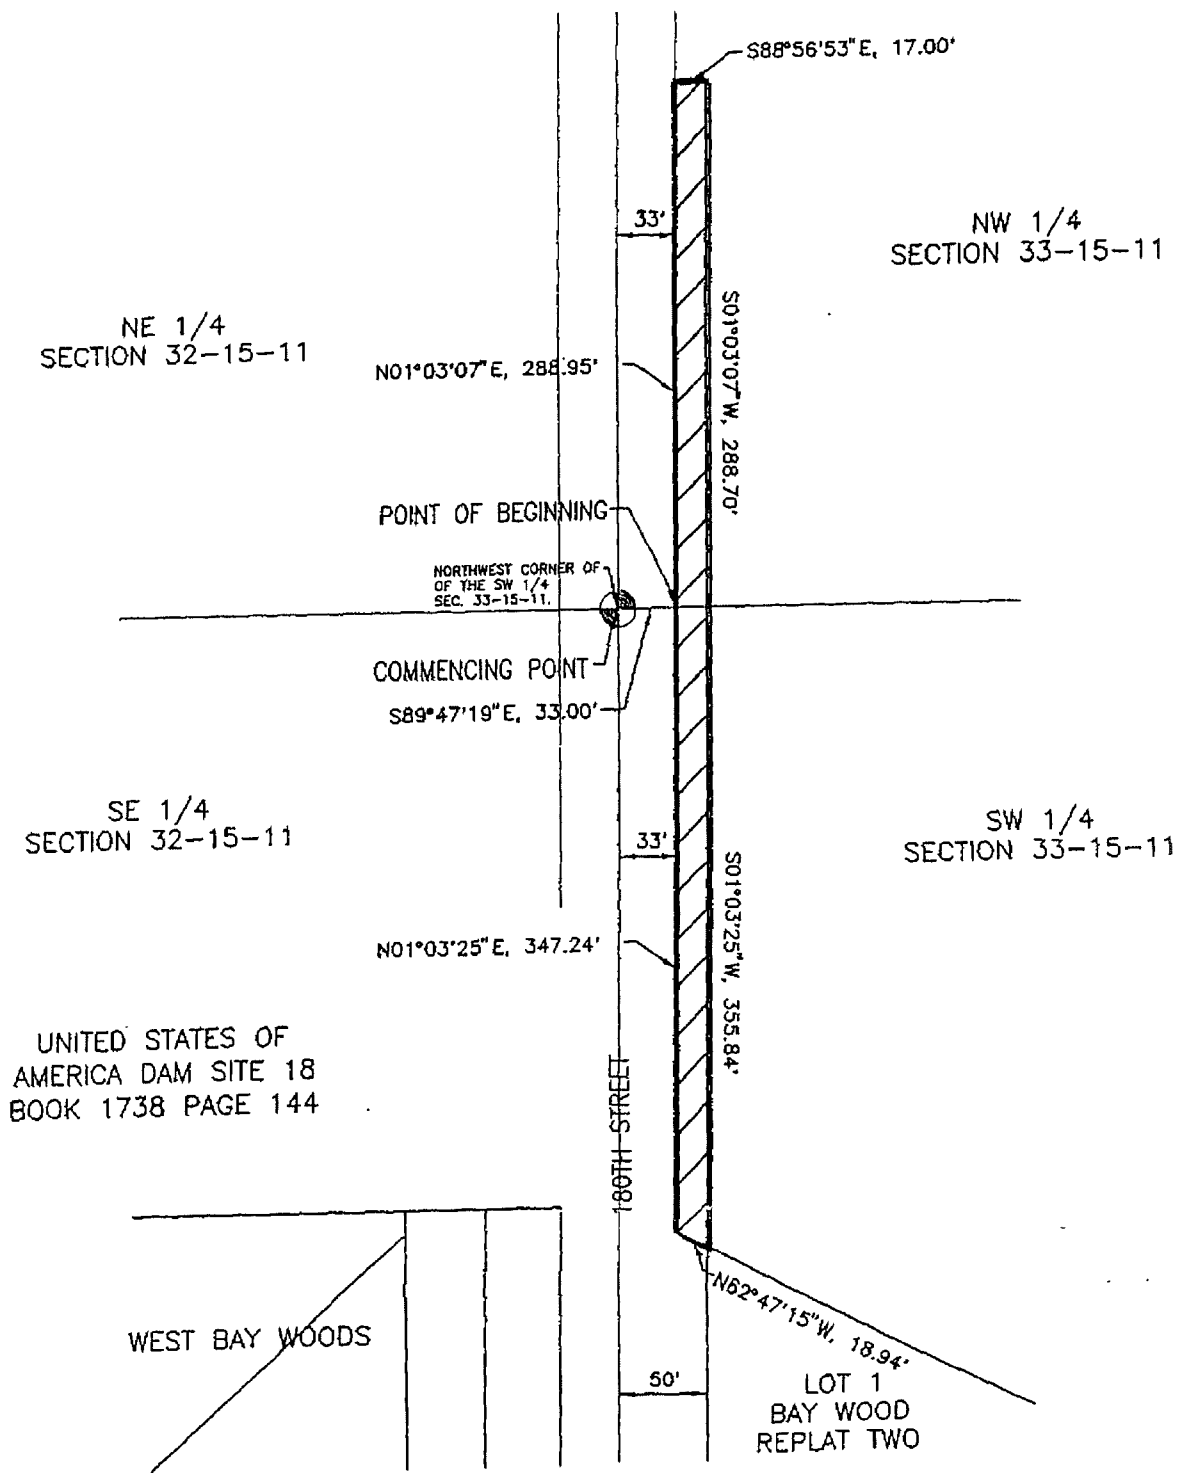 S88°56'53"E, 17.00'
33'
NW 1/4
SECTION 33-15-11
NE 1/4
SECTION 32-15-11
N01°03'07"E, 288.95'
S01°03'07"W, 288.70'
POINT OF BEGINNING
NORTHWEST CORNER OF
OF THE SW 1/4
SEC. 33-15-11.
COMMENCING POINT
S89°47'19"E, 33.00'
SE 1/4
SECTION 32-15-11
33'
SW 1/4
SECTION 33-15-11
S01°03'25"W, 355.84'
N01°03'25"E, 347.24'
UNITED STATES OF
AMERICA DAM SITE 18
BOOK 1738 PAGE 144
180TH STREET
N62°47'15"W, 18.94'
WEST BAY WOODS
50'
LOT 1
BAY WOOD
REPLAT TWO